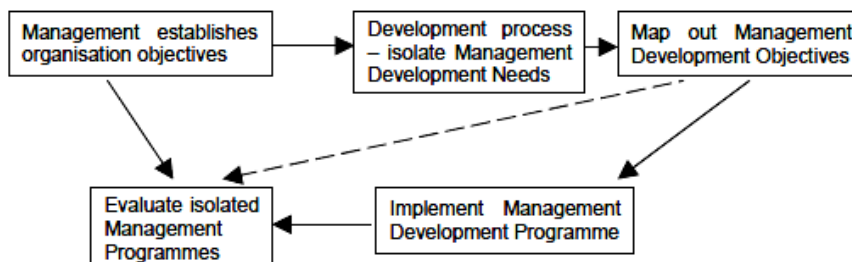 Management establishes
organisation objectives
Development process
– isolate Management
Development Needs
Map out Management
Development Objectives
Evaluate isolated
Management
Programmes
Implement Management
Development Programme